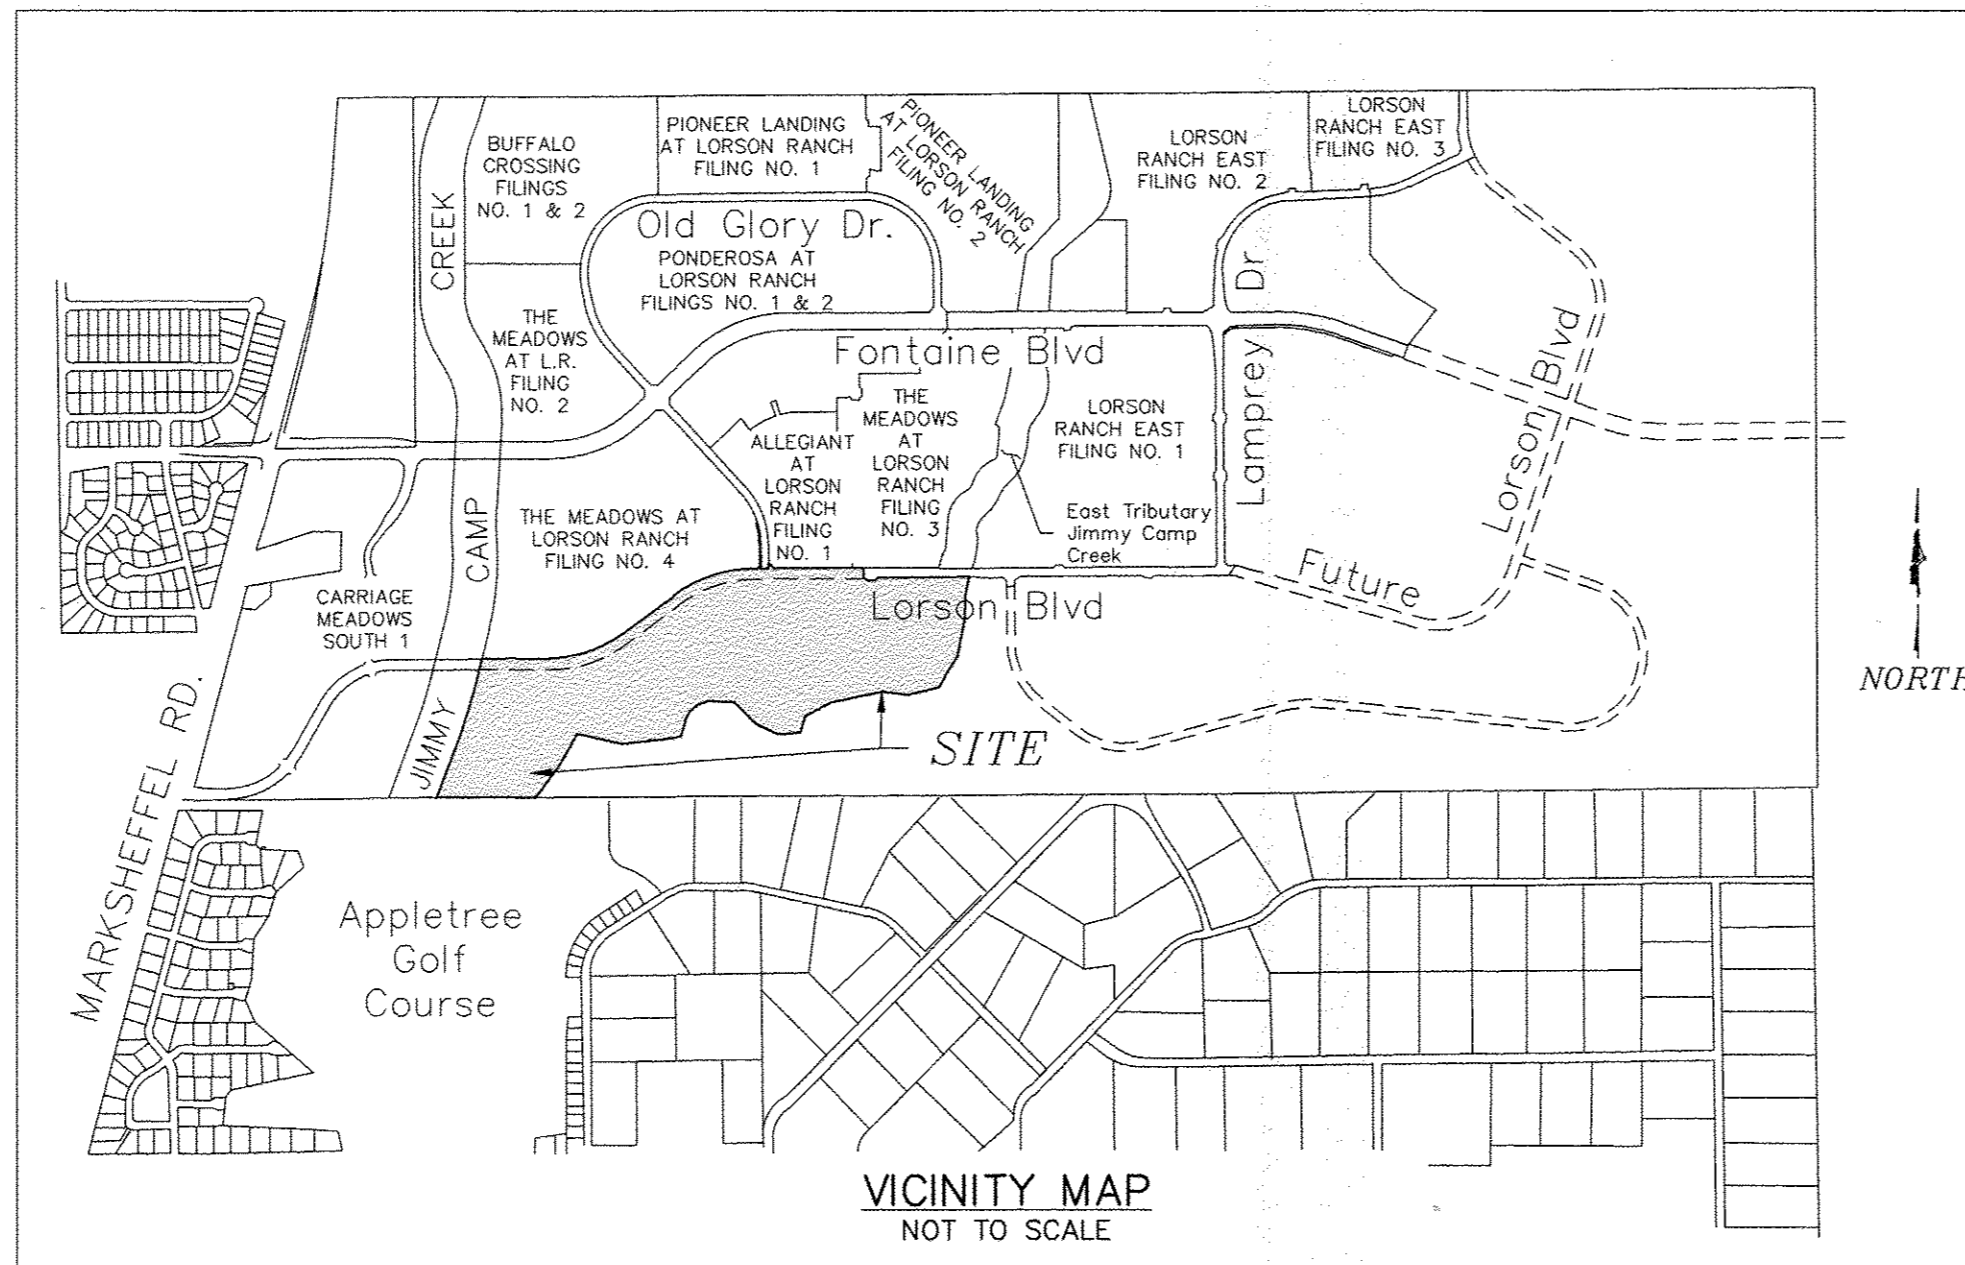 BUFFALO
CROSSING
FILINGS
NO. 1 & 2
PIONEER LANDING
AT LORSON RANCH
FILING NO. 1
PIONEER LANDING
AT LORSON RANCH
FILING NO. 2
LORSON
RANCH EAST
FILING NO. 2
LORSON
RANCH EAST
FILING NO. 3
Old Glory Dr.
PONDEROSA AT
LORSON RANCH
FILINGS NO. 1 & 2
THE
MEADOWS
AT L.R.
FILING
NO. 2
JIMMY CAMP CREEK
Fontaine Blvd
Lamprey Dr
Lorson Blvd
ALLEGIANT
AT
LORSON
RANCH
FILING
NO. 1
THE
MEADOWS
AT
LORSON
RANCH
FILING
NO. 3
LORSON
RANCH EAST
FILING NO. 1
East Tributary
Jimmy Camp
Creek
THE MEADOWS AT
LORSON RANCH
FILING NO. 4
CARRIAGE
MEADOWS
SOUTH 1
Future
Lorson Blvd
NORTH
SITE
MARKSHEFFEL RD.
Appletree
Golf
Course
VICINITY MAP
NOT TO SCALE